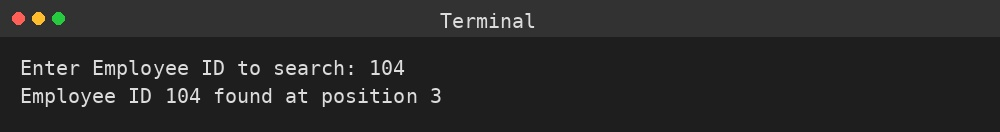 Terminal
Enter Employee ID to search: 104
Employee ID 104 found at position 3